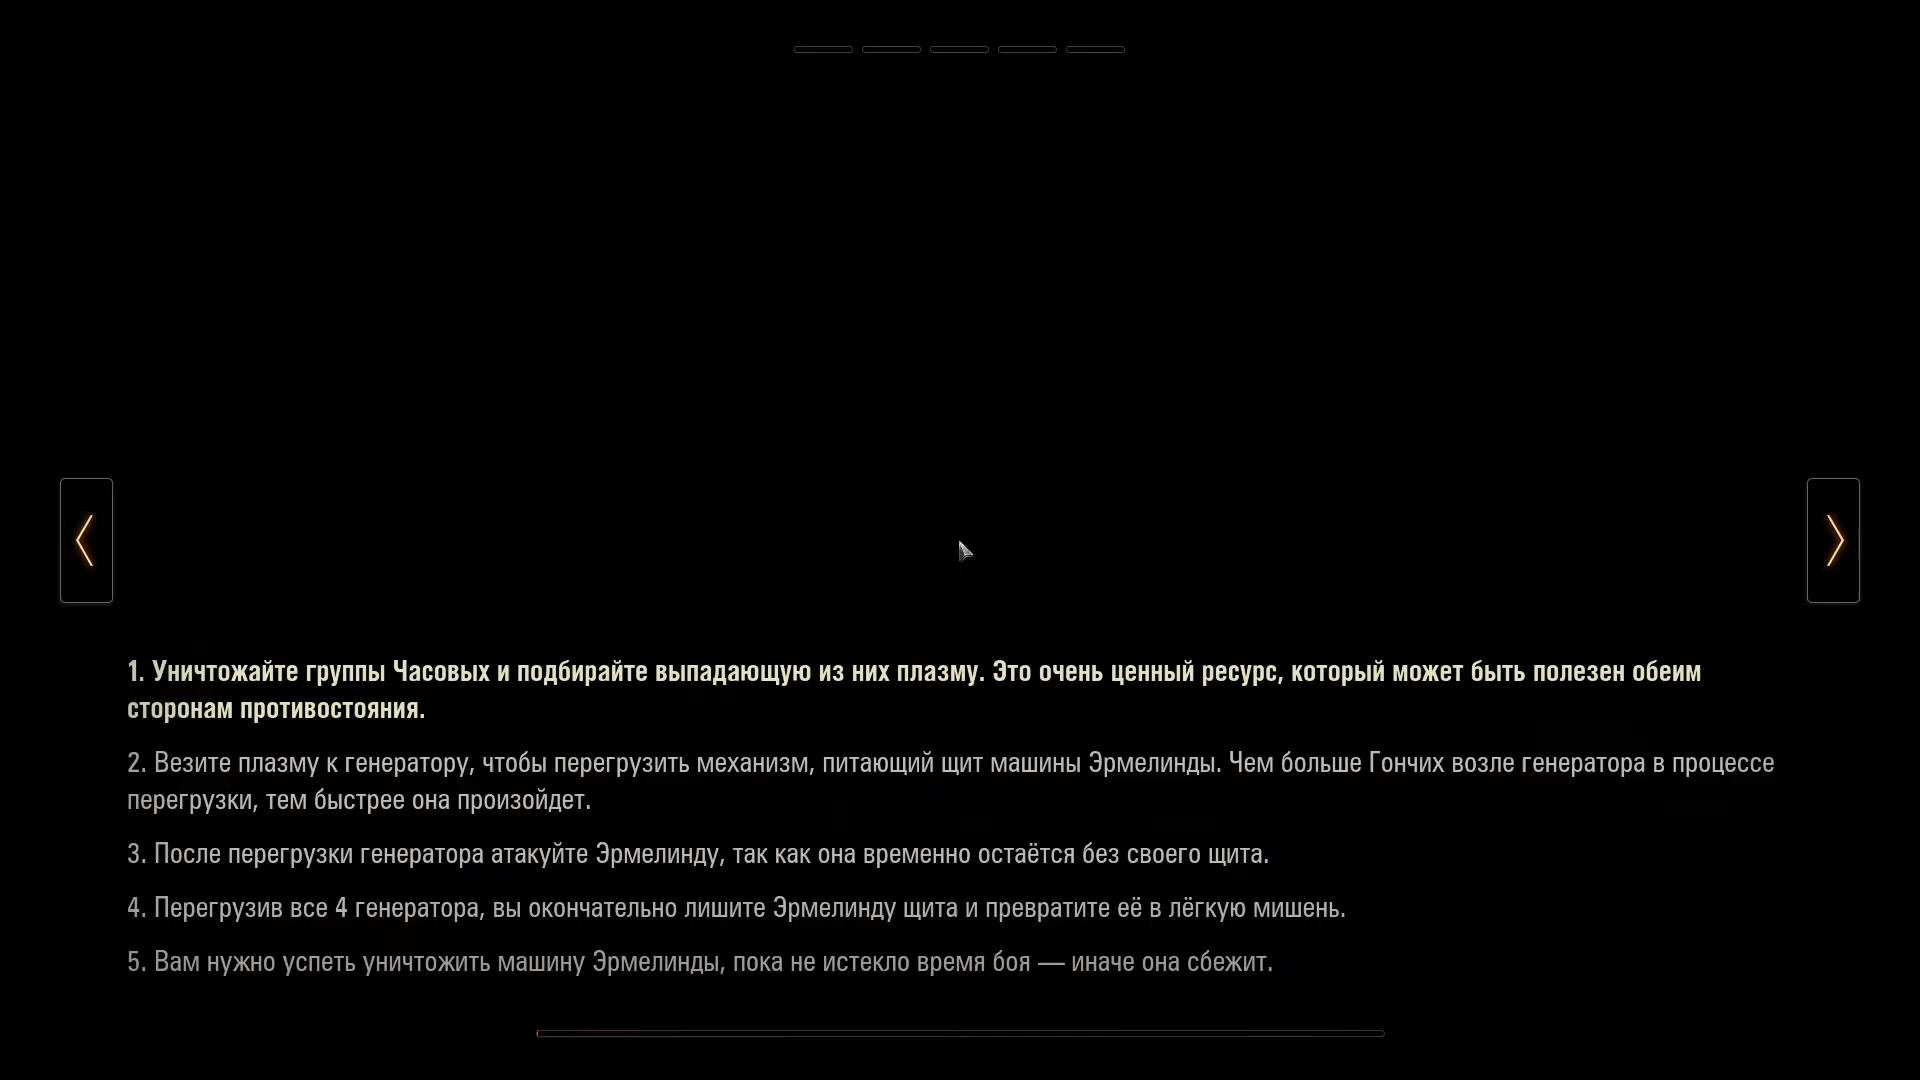 1. Уничтожайте группы Часовых и подбирайте выпадающую из них плазму. Это очень ценный ресурс, который может быть полезен обеим
сторонам противостояния.
2. Везите плазму к генератору, чтобы перегрузить механизм, питающий щит машины Эрмелинды. Чем больше Гончих возле генератора в процессе
перегрузки, тем быстрее она произойдет.
3. После перегрузки генератора атакуйте Эрмелинду, так как она временно остаётся без своего щита.
4. Перегрузив все 4 генератора, вы окончательно лишите Эрмелинду щита и превратите её в лёгкую мишень.
5. Вам нужно успеть уничтожить машину Эрмелинды, пока не истекло время боя — иначе она сбежит.